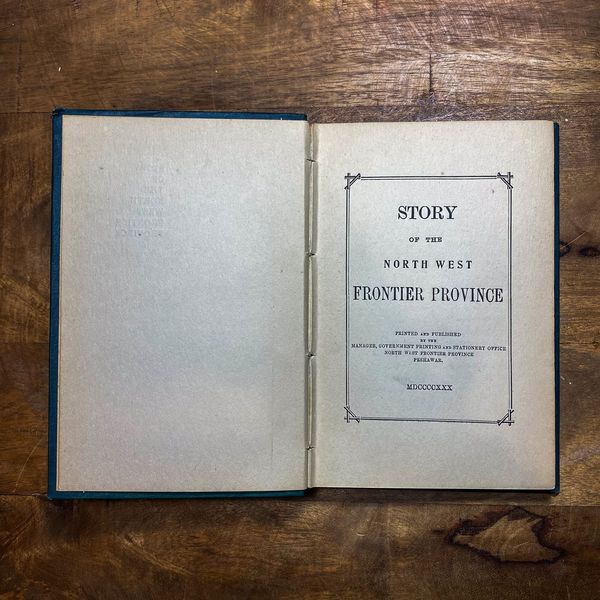 STORY
OF THE
NORTH WEST
FRONTIER PROVINCE
PRINTED AND PUBLISHED
BY THE
MANAGER, GOVERNMENT PRINTING AND STATIONERY OFFICE
NORTH WEST FRONTIER PROVINCE
PESHAWAR.
MDCCCCXXX